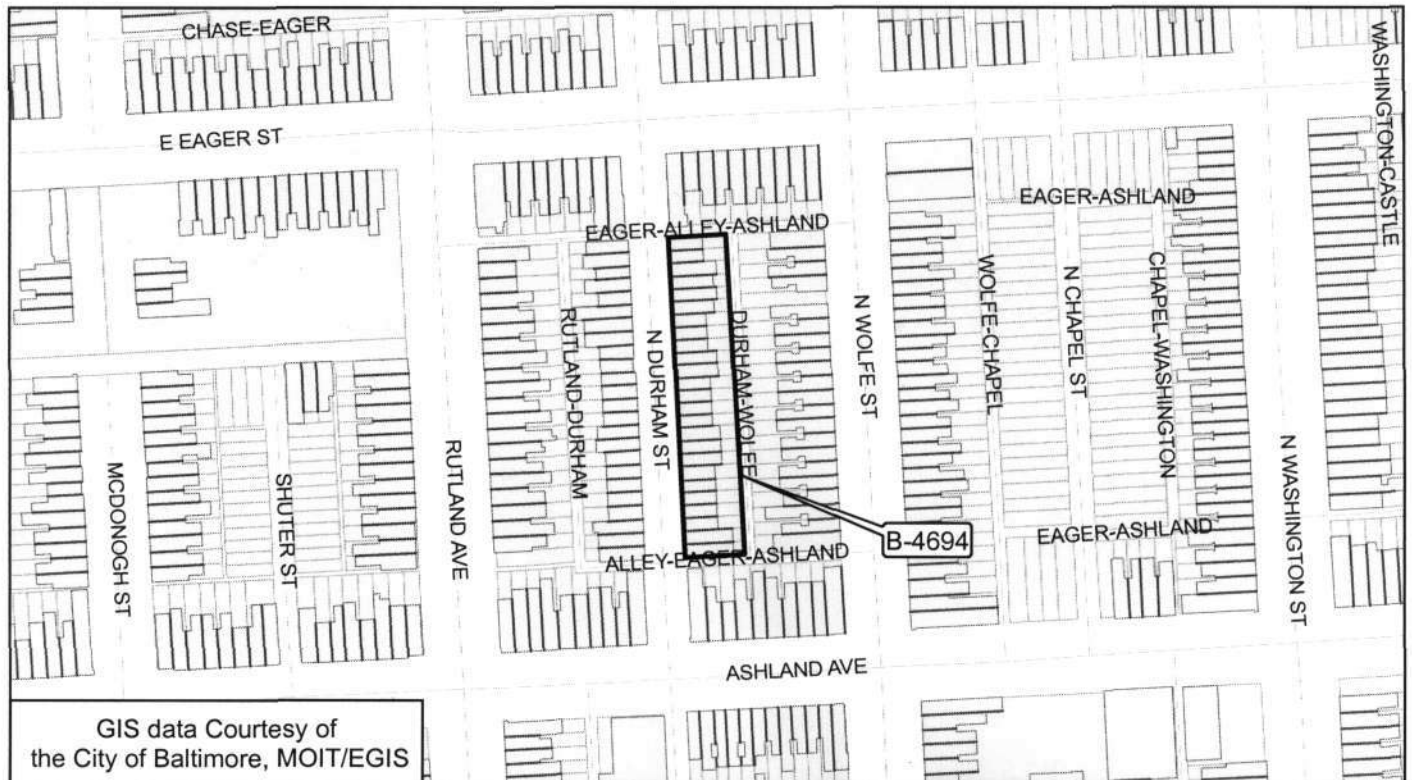 CHASE-EAGER
WASHINGTON-CASTLE
E EAGER ST
EAGER-ASHLAND
EAGER-ALLEY-ASHLAND
WOLFE-CHAPEL
N CHAPEL ST
CHAPEL-WASHINGTON
N WOLFE ST
DURHAM-WOLFE
N DURHAM ST
RUTLAND-DURHAM
RUTLAND AVE
SHUTER ST
MCDONOGH ST
N WASHINGTON ST
EAGER-ASHLAND
B-4694
ALLEY-EAGER-ASHLAND
ASHLAND AVE
GIS data Courtesy of
the City of Baltimore, MOIT/EGIS